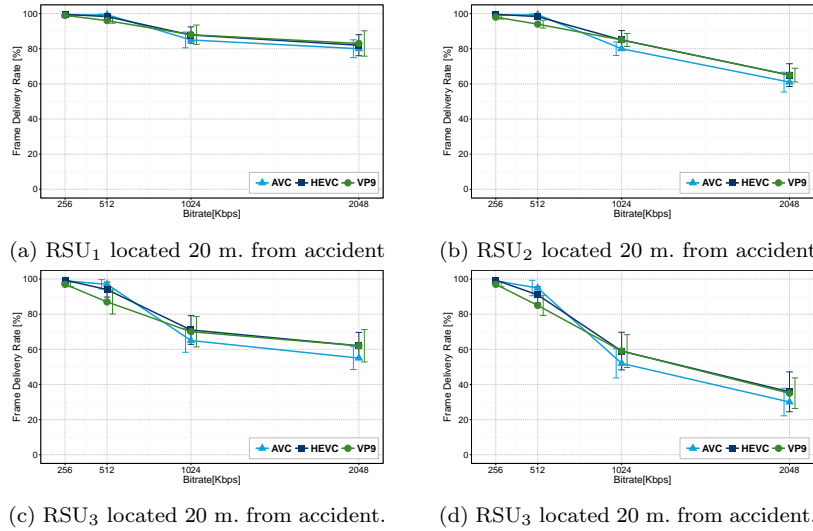 100
80
60
40
20
0
Frame Delivery Rate [%]
AVC HEVC VP9
256 512 1024 2048
Bitrate[Kbps]
(a) RSU1 located 20 m. from accident
100
80
60
40
20
0
Frame Delivery Rate [%]
AVC HEVC VP9
256 512 1024 2048
Bitrate[Kbps]
(b) RSU2 located 20 m. from accident
100
80
60
40
20
0
Frame Delivery Rate [%]
AVC HEVC VP9
256 512 1024 2048
Bitrate[Kbps]
(c) RSU3 located 20 m. from accident.
100
80
60
40
20
0
Frame Delivery Rate [%]
AVC HEVC VP9
256 512 1024 2048
Bitrate[Kbps]
(d) RSU3 located 20 m. from accident.